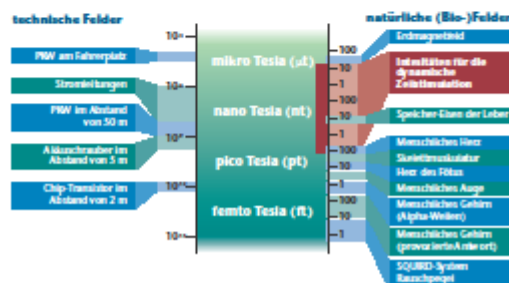 technische Felder
PKW am Fahrerplatz
Stromleitungen
PKW im Abstand
von 50 m
Akkuschrauber im
Abstand von 5 m
Chip-Transistor im
Abstand von 2 m
mikro Tesla (µt)
nano Tesla (nt)
pico Tesla (pt)
femto Tesla (ft)
100
10
1
100
10
1
100
10
1
100
10
1
natürliche (Bio-)Felder
Erdmagnetfeld
Intensitäten für die
dynamische
Zellstimulation
Speicher-Eisen der Leber
Menschliches Herz
Skelettmuskulatur
Herz des Fötus
Menschliches Auge
Menschliches Gehirn
(Alpha-Wellen)
Menschliches Gehirn
(provozierte Antwort)
SQUID-System
Rauschpegel